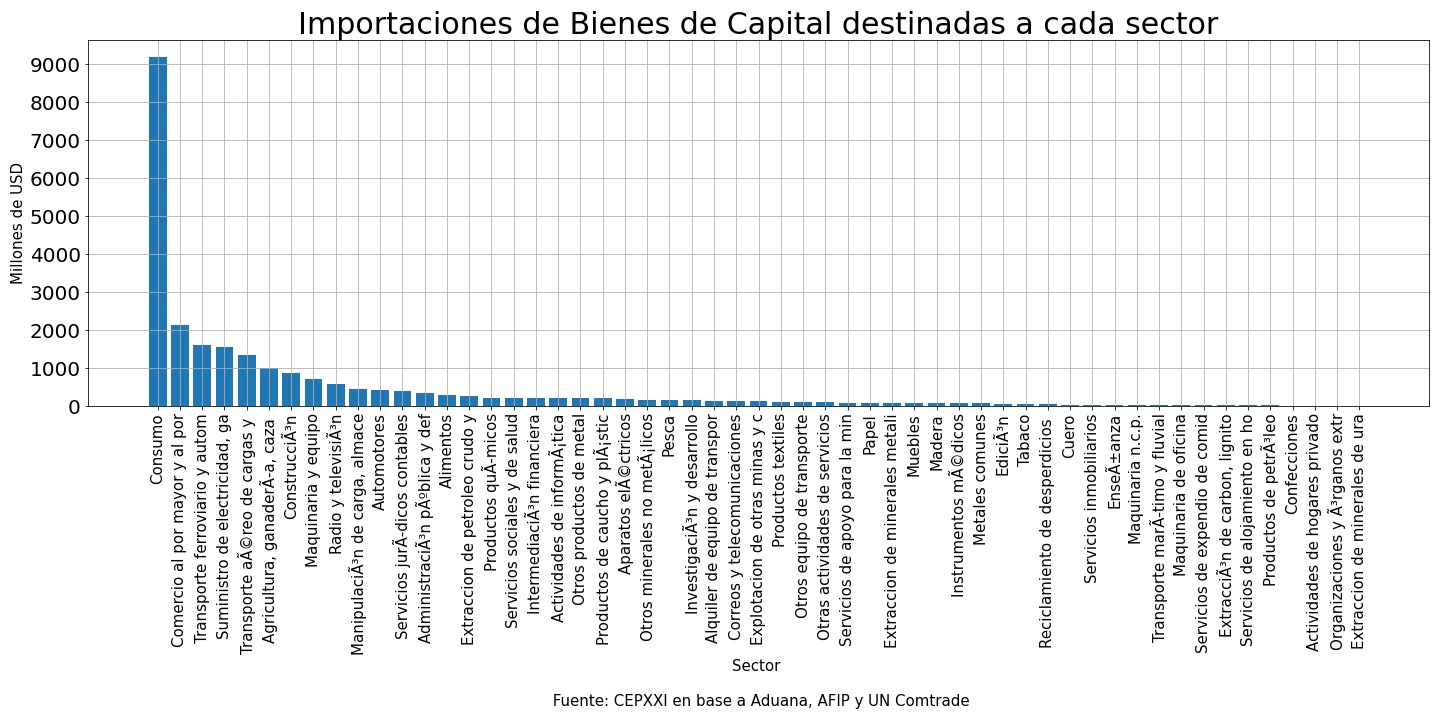 Importaciones de Bienes de Capital destinadas a cada sector
Millones de USD
9000
8000
7000
6000
5000
4000
3000
2000
1000
0
Consumo
Comercio al por mayor y al por
Transporte ferroviario y autom
Suministro de electricidad, ga
Transporte aÃ©reo de cargas y
Agricultura, ganaderÃ­-a, caza
ConstrucciÃ³n
Maquinaria y equipo
Radio y televisiÃ³n
ManipulaciÃ³n de carga, almace
Automotores
Servicios jurÃ-dicos contables
AdministraciÃ³n pÃºblica y def
Alimentos
Extraccion de petroleo crudo y
Productos quÃ-micos
Servicios sociales y de salud
IntermediaciÃ³n financiera
Actividades de informÃ¡tica
Otros productos de metal
Productos de caucho y plÃ¡stic
Aparatos elÃ©ctricos
Otros minerales no metÃ¡licos
Pesca
InvestigaciÃ³n y desarrollo
Alquiler de equipo de transpor
Correos y telecomunicaciones
Explotacion de otras minas y c
Productos textiles
Otros equipo de transporte
Otras actividades de servicios
Servicios de apoyo para la min
Papel
Extraccion de minerales metali
Muebles
Madera
Instrumentos mÃ©dicos
Metales comunes
EdiciÃ³n
Tabaco
Reciclamiento de desperdicios
Cuero
Servicios inmobiliarios
EnseÃ±anza
Maquinaria n.c.p.
Transporte marÃ-timo y fluvial
Maquinaria de oficina
Servicios de expendio de comid
ExtracciÃ³n de carbon, lignito
Servicios de alojamiento en ho
Productos de petrÃ³leo
Confecciones
Actividades de hogares privado
Organizaciones y Ã³rganos extr
Extraccion de minerales de ura
Sector
Fuente: CEPXXI en base a Aduana, AFIP y UN Comtrade